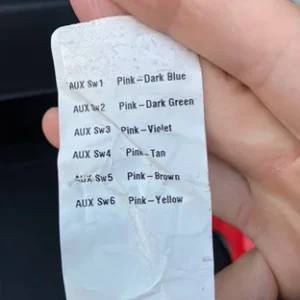 AUX Sw1 Pink-Dark Blue
AUX Sw2 Pink-Dark Green
AUX Sw3 Pink-Violet
AUX Sw4 Pink-Tan
AUX Sw5 Pink-Brown
AUX Sw6 Pink-Yellow